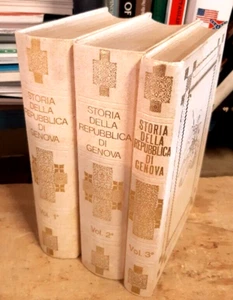 STORIA
DELLA
REPUBBLICA
DI
GENOVA
Vol. 1°
STORIA
DELLA
REPUBBLICA
DI
GENOVA
Vol. 2°
STORIA
DELLA
REPUBBLICA
DI
GENOVA
Vol. 3°